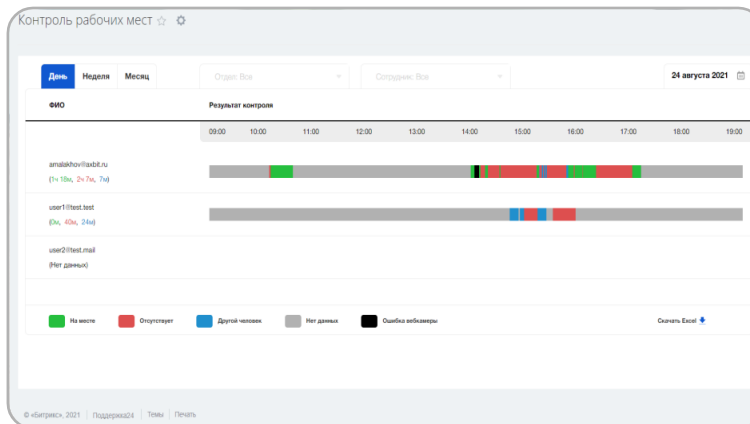 Контроль рабочих мест
День Неделя Месяц Отдел: Все Сотрудник: Все 24 августа 2021
ФИО Результат контроля
09:00 10:00 11:00 12:00 13:00 14:00 15:00 16:00 17:00 18:00 19:00
amalakhov@axbit.ru
(1ч 18м, 2ч 7м, 7м)
user1@test.test
(0м, 40м, 24м)
user2@test.mail
(Нет данных)
На месте Отсутствует Другой человек Нет данных Ошибка вебкамеры Скачать Excel
© «Битрикс», 2021 Поддержка24 Темы Печать